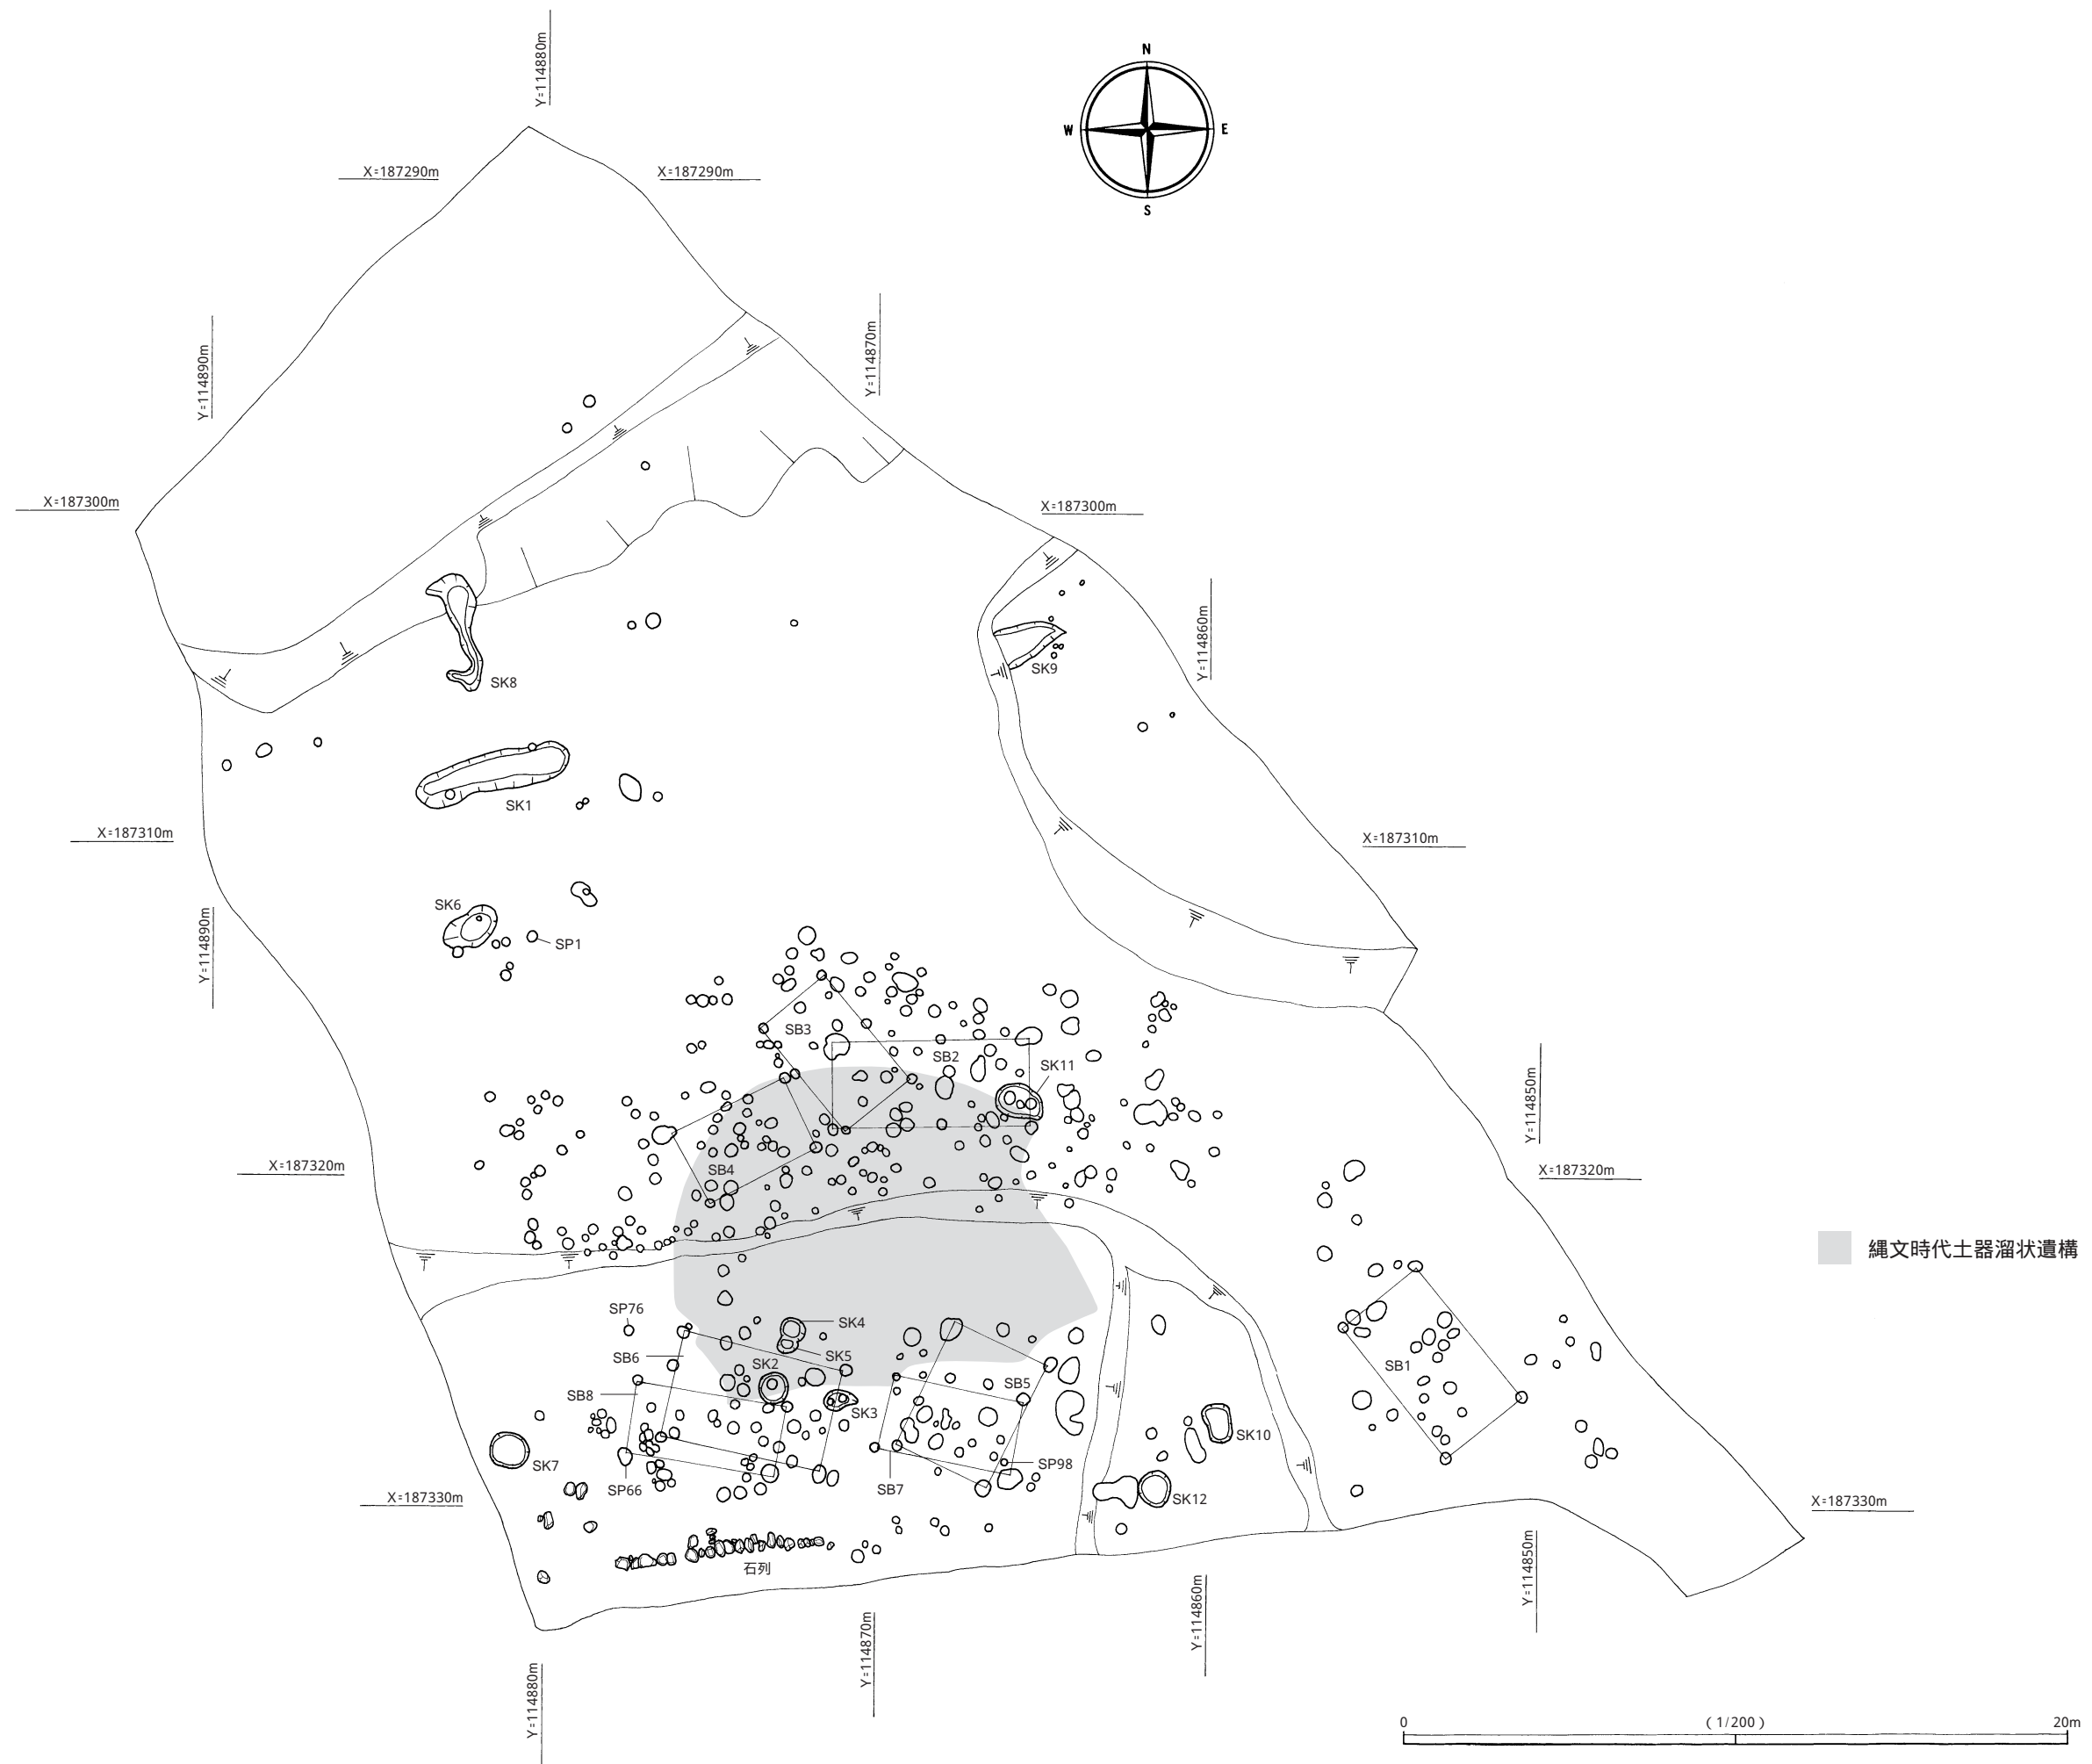 Y=114880m
N
W
E
S
X=187290m
X=187290m
Y=114890m
Y=114870m
X=187300m
X=187300m
Y=114860m
SK9
SK8
SK1
X=187310m
X=187310m
SK6
SP1
Y=114890m
SB3
SB2
SK11
Y=114850m
X=187320m
SB4
X=187320m
縄文時代土器溜状遺構
SP76
SK4
SB6
SK5
SK2
SB1
SB8
SB5
SK3
SK7
SK10
SP98
SP66
SB7
SK12
X=187330m
X=187330m
石列
Y=114850m
Y=114860m
Y=114870m
Y=114880m
0
(1/200)
20m